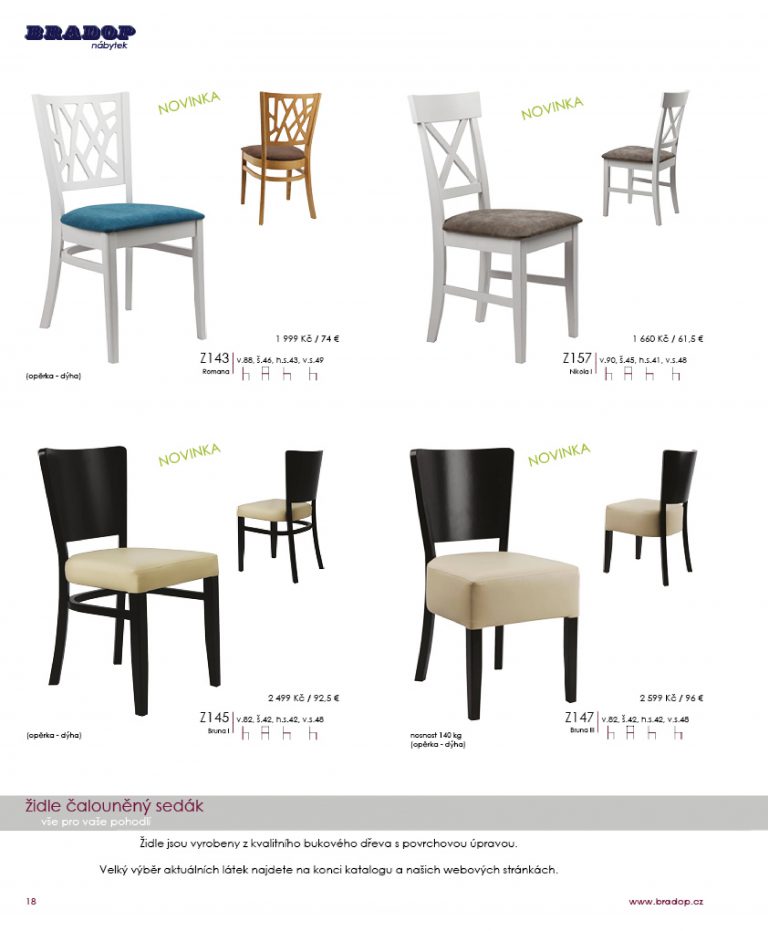 BRADOP
nábytek
NOVINKA
1 999 Kč / 74 €
Z143 v.88, š.46, h.s.43, v.s.49
Romana
(opěrka - dýha)
NOVINKA
1 660 Kč / 61,5 €
Z157 v.90, š.45, h.s.41, v.s.48
Nikola I
NOVINKA
2 499 Kč / 92,5 €
Z145 v.82, š.42, h.s.42, v.s.48
Bruna I
(opěrka - dýha)
NOVINKA
2 599 Kč / 96 €
Z147 v.82, š.42, h.s.42, v.s.48
Bruna III
nosnost 140 kg
(opěrka - dýha)
židle čalouněný sedák
vše pro vaše pohodlí
Židle jsou vyrobeny z kvalitního bukového dřeva s povrchovou úpravou.
Velký výběr aktuálních látek najdete na konci katalogu a našich webových stránkách.
18
www.bradop.cz